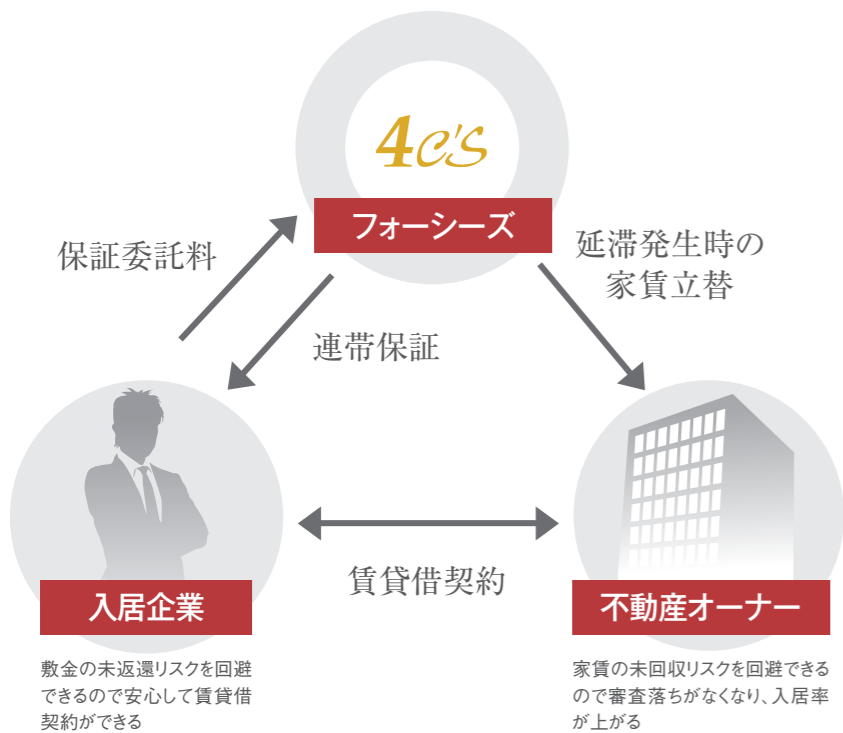 4C'S
フォーシーズ
保証委託料
延滞発生時の
家賃立替
連帯保証
賃貸借契約
入居企業
敷金の未返還リスクを回避
できるので安心して賃貸借
契約ができる
不動産オーナー
家賃の未回収リスクを回避できる
ので審査落ちがなくなり、入居率
が上がる